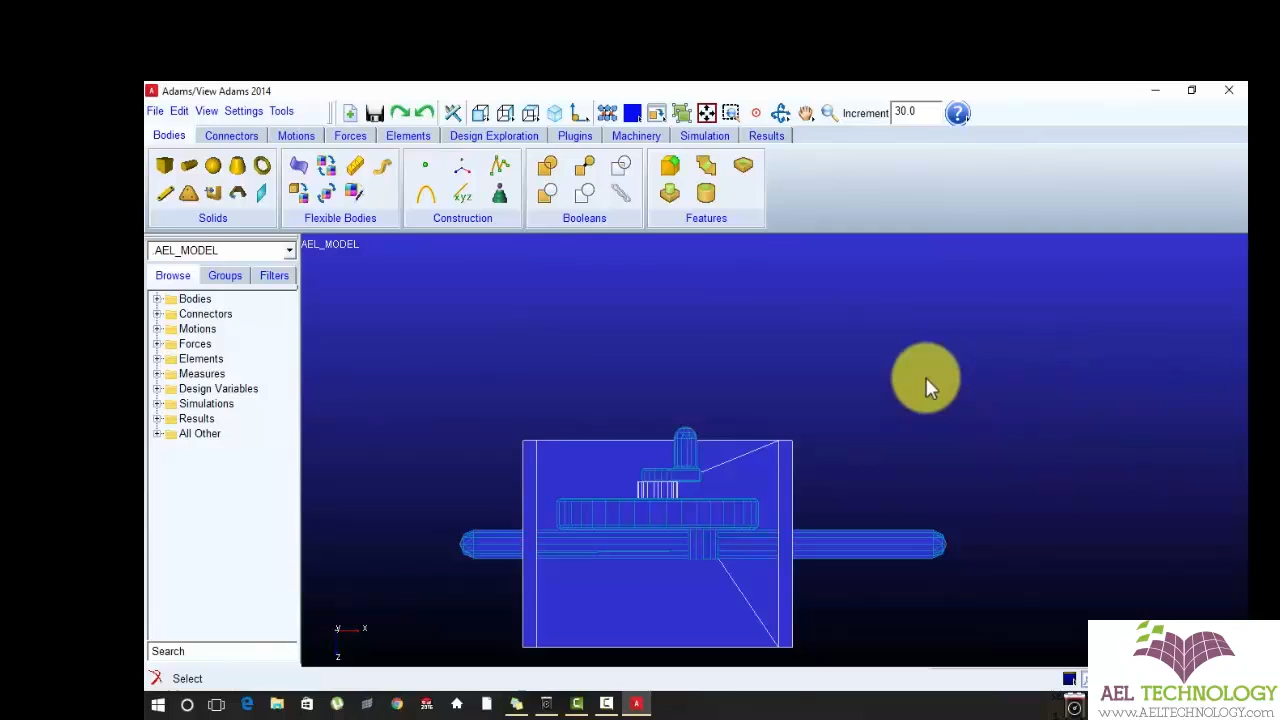 Adams/View Adams 2014
File Edit View Settings Tools
Increment 30.0
Bodies Connectors Motions Forces Elements Design Exploration Plugins Machinery Simulation Results
xyz
Solids Flexible Bodies Construction Booleans Features
.AEL_MODEL
AEL_MODEL
Browse Groups Filters
Bodies
Connectors
Motions
Forces
Elements
Measures
Design Variables
Simulations
Results
All Other
y x
z
Search
Select
AEL TECHNOLOGY
www.AELTECHNOLOGY.com